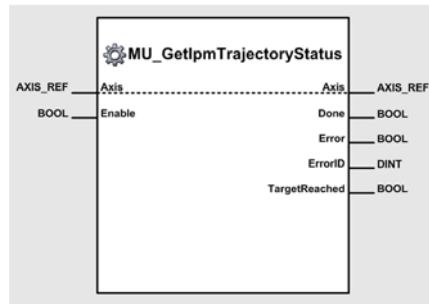 MU_GetIpmTrajectoryStatus
AXIS_REF Axis Axis AXIS_REF
BOOL Enable Done BOOL
Error BOOL
ErrorID DINT
TargetReached BOOL